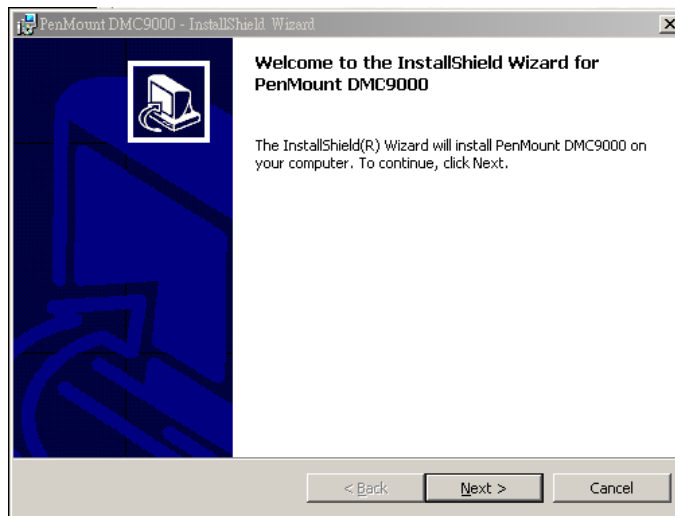 PenMount DMC9000 - InstallShield Wizard
Welcome to the InstallShield Wizard for
PenMount DMC9000
The InstallShield(R) Wizard will install PenMount DMC9000 on
your computer. To continue, click Next.
< Back
Next >
Cancel